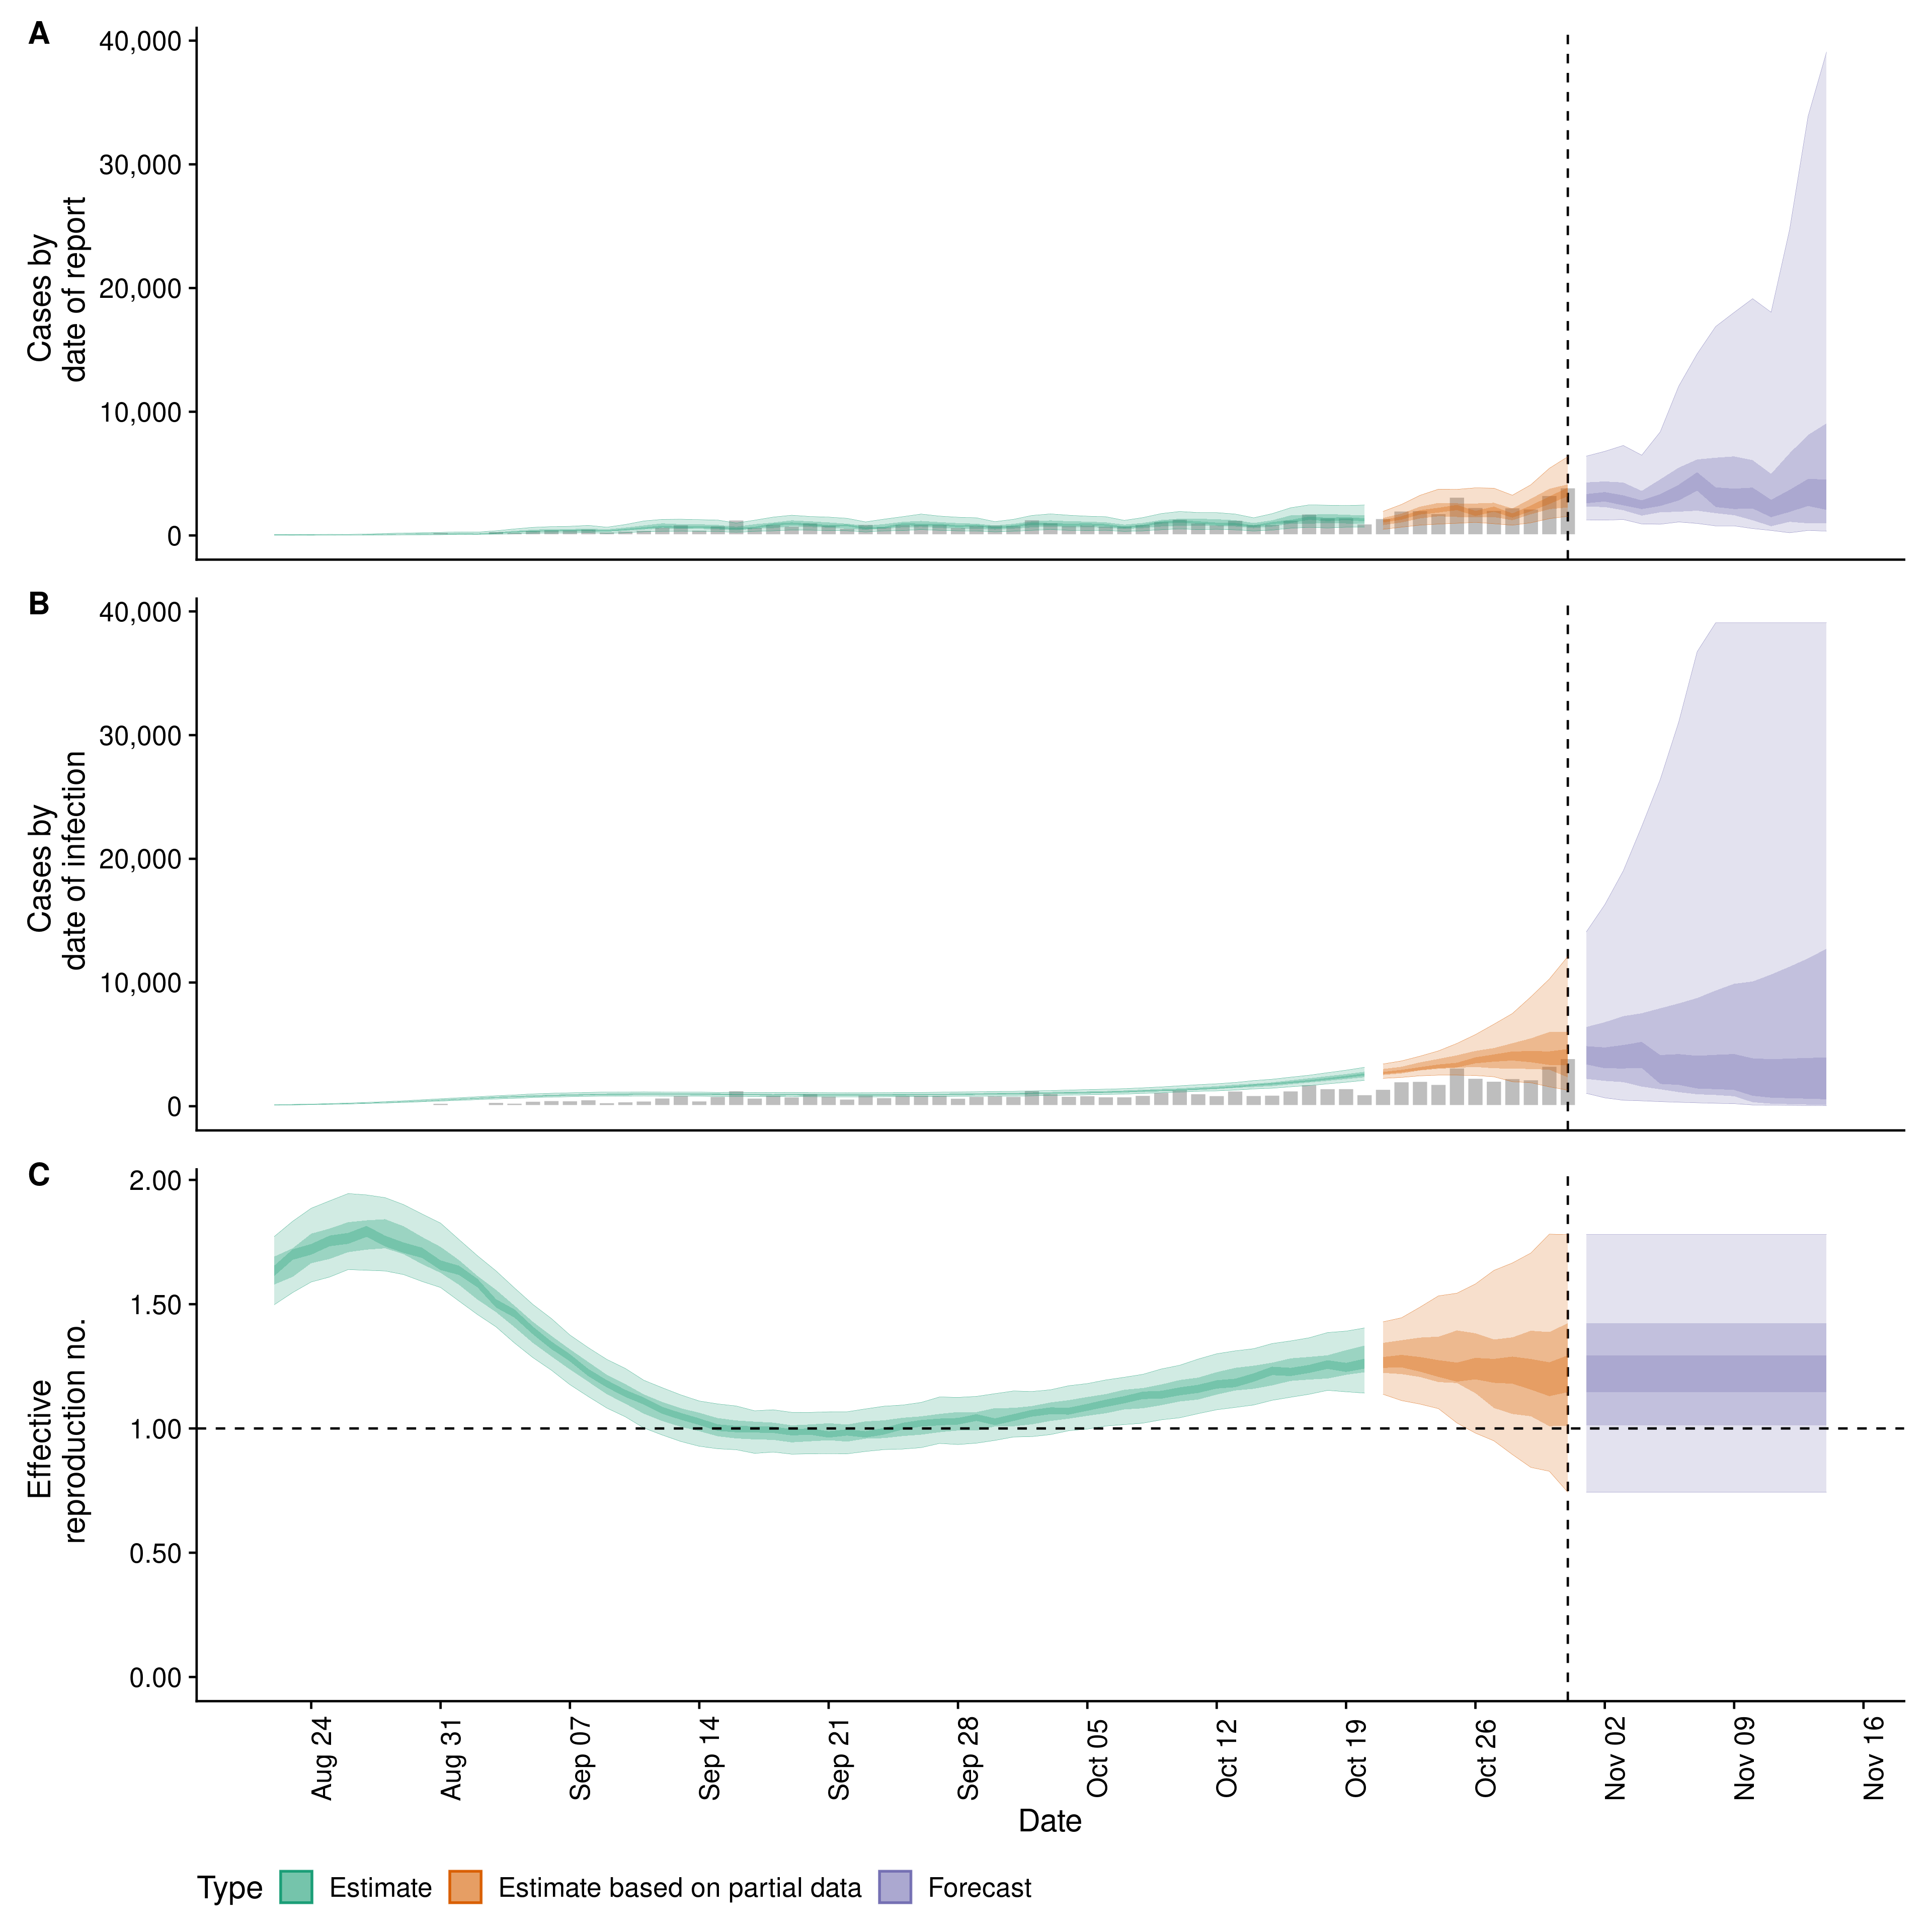 A
Cases by
date of report
40,000
30,000
20,000
10,000
0
B
Cases by
date of infection
40,000
30,000
20,000
10,000
0
C
Effective
reproduction no.
2.00
1.50
1.00
0.50
0.00
Aug 24
Aug 31
Sep 07
Sep 14
Sep 21
Sep 28
Oct 05
Oct 12
Oct 19
Oct 26
Nov 02
Nov 09
Nov 16
Date
Type Estimate Estimate based on partial data Forecast